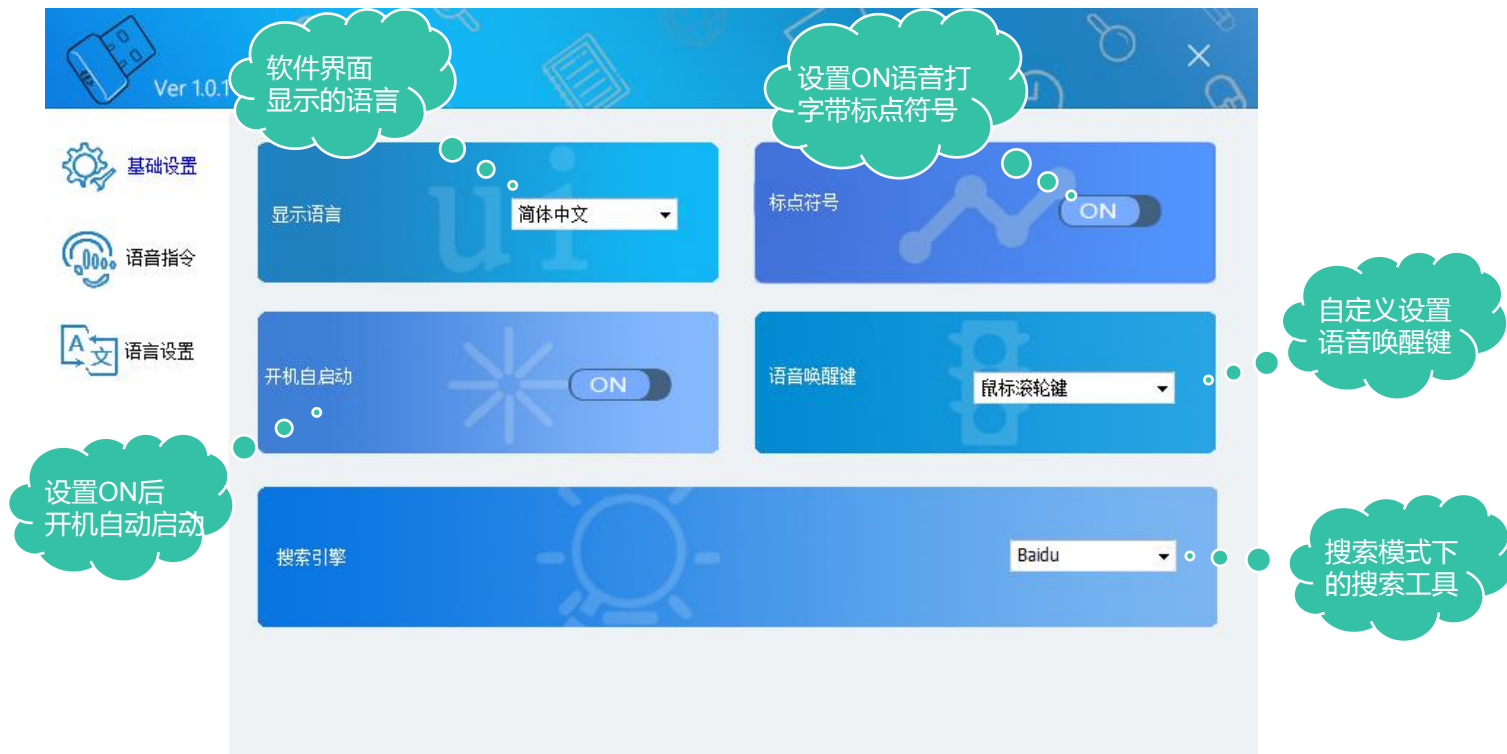 Ver 1.0.1
软件界面
显示的语言
设置ON语音打
字带标点符号
基础设置
语音指令
语言设置
显示语言
简体中文
标点符号
ON
开机自启动
ON
语音唤醒键
鼠标滚轮键
自定义设置
语音唤醒键
设置ON后
开机自动启动
搜索引擎
Baidu
搜索模式下
的搜索工具
ui
A
文